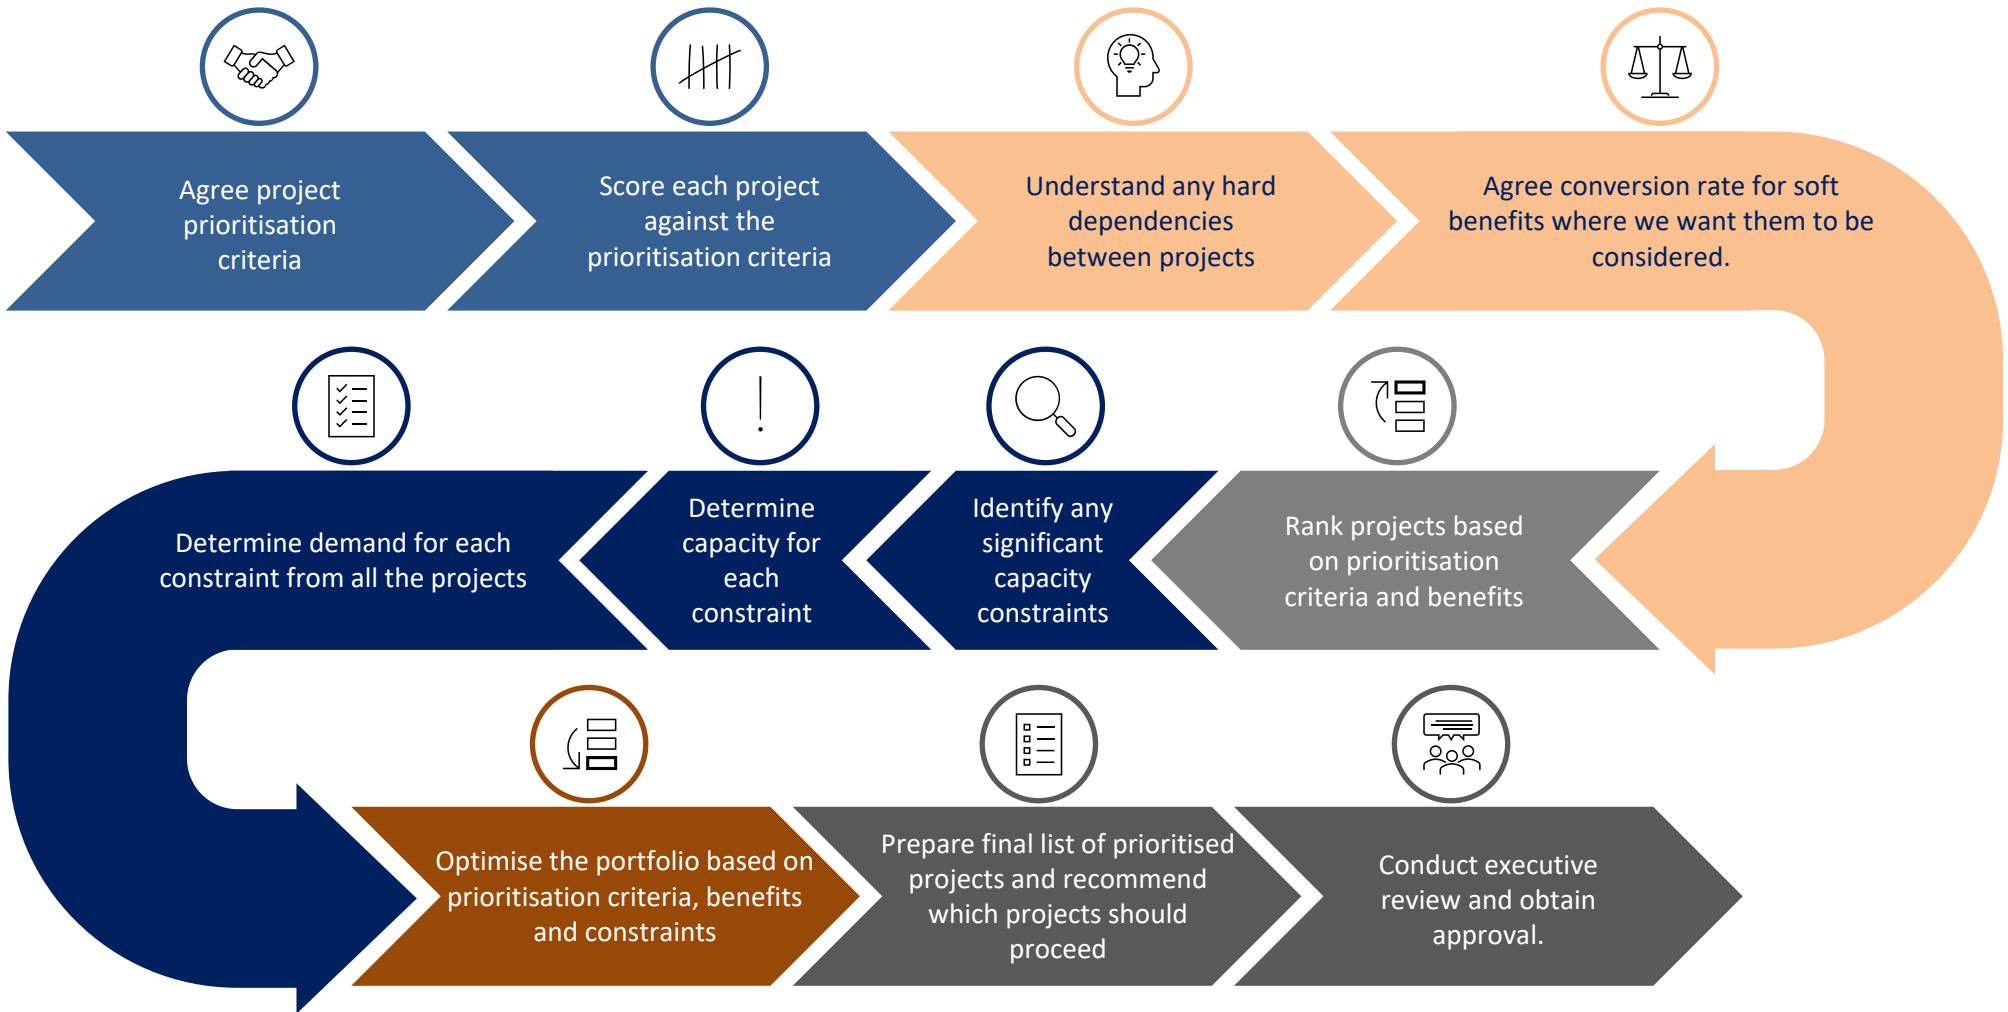 Agree project
prioritisation
criteria
Score each project
against the
prioritisation criteria
Understand any hard
dependencies
between projects
Agree conversion rate for soft
benefits where we want them to be
considered.
Rank projects based
on prioritisation
criteria and benefits
Identify any
significant
capacity
constraints
Determine
capacity for
each
constraint
Determine demand for each
constraint from all the projects
Optimise the portfolio based on
prioritisation criteria, benefits
and constraints
Prepare final list of prioritised
projects and recommend
which projects should
proceed
Conduct executive
review and obtain
approval.